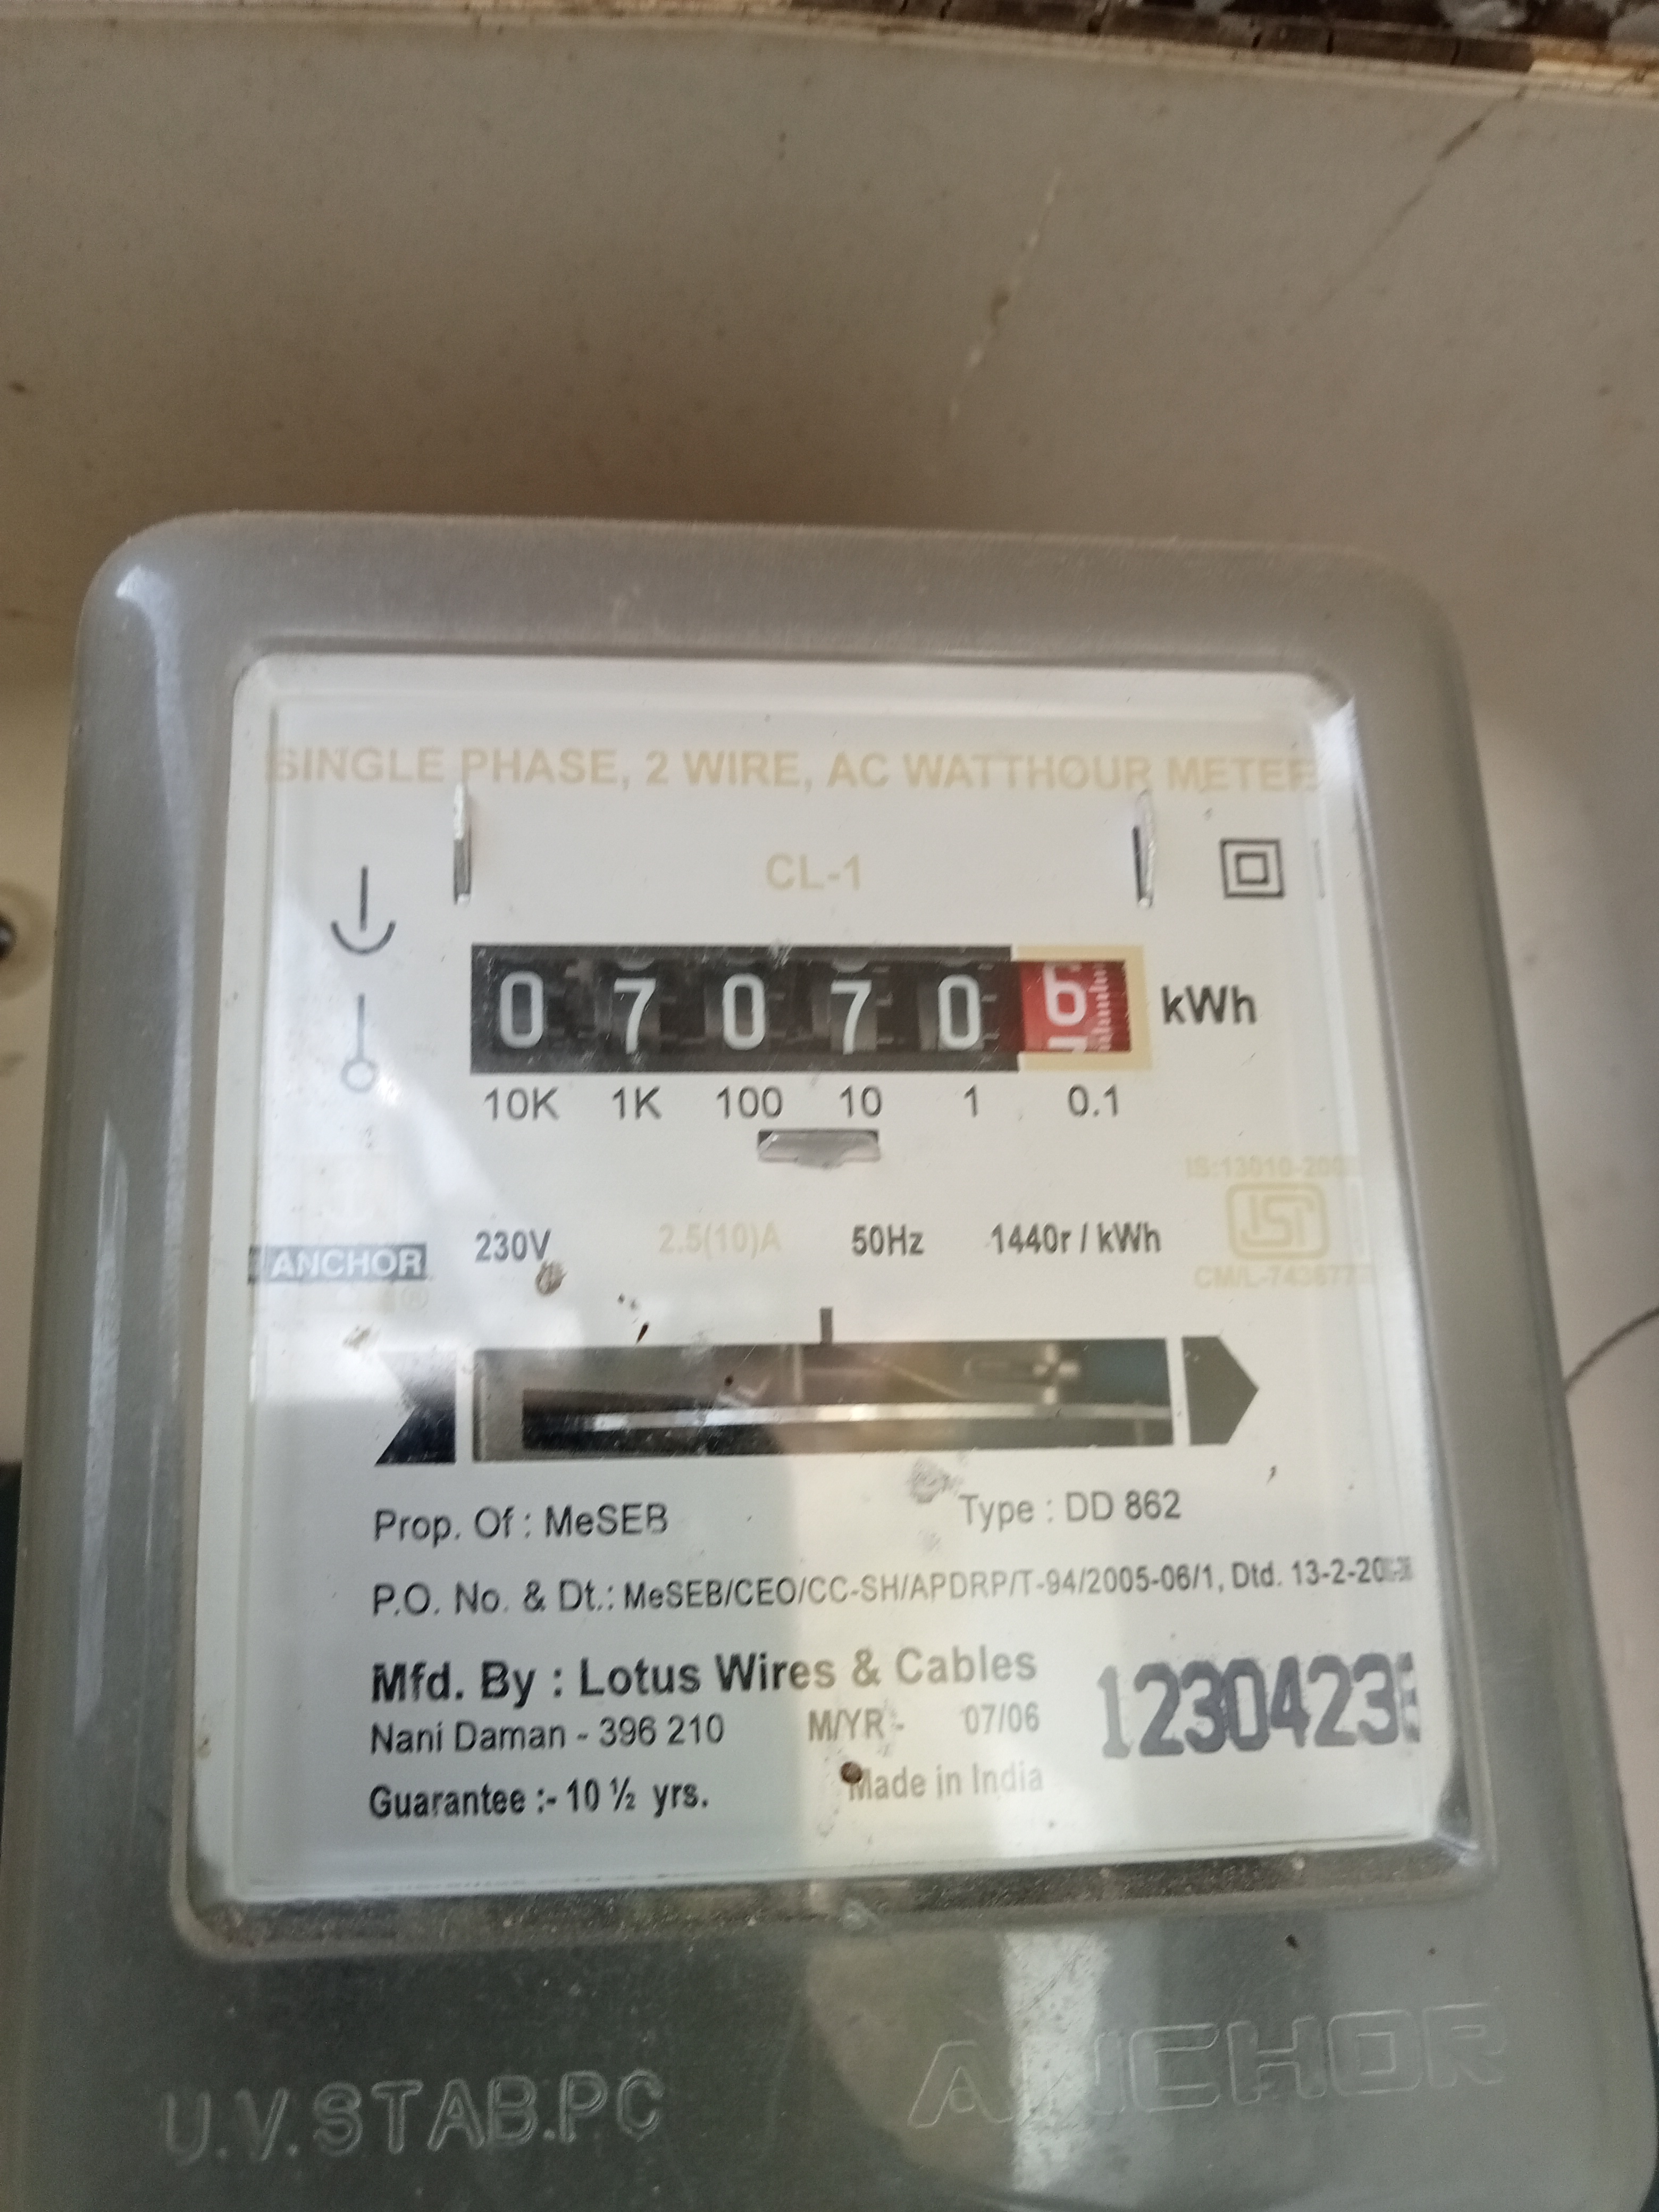 SINGLE PHASE, 2 WIRE, AC WATTHOUR METER
CL-1
0 7 0 7 0 6 kWh
10K 1K 100 10 1 0.1
230V 2.5(10)A 50Hz 1440r / kWh
ANCHOR ®
Prop. Of : MeSEB Type : DD 862
P.O. No. & Dt.: MeSEB/CEO/CC-SH/APDRP/T-94/2005-06/1, Dtd. 13-2-20
Mfd. By : Lotus Wires & Cables
Nani Daman - 396 210 M/YR - 07/06
1230423
Guarantee :- 10 ½ yrs. Made in India
ANCHOR
U.V.STAB.PC